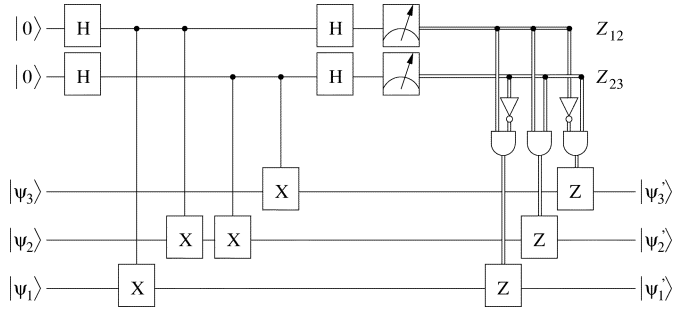 |0⟩ H H Z₁₂
|0⟩ H H Z₂₃
|ψ₃⟩ X Z |ψ₃'⟩
|ψ₂⟩ X X Z |ψ₂'⟩
|ψ₁⟩ X Z |ψ₁'⟩